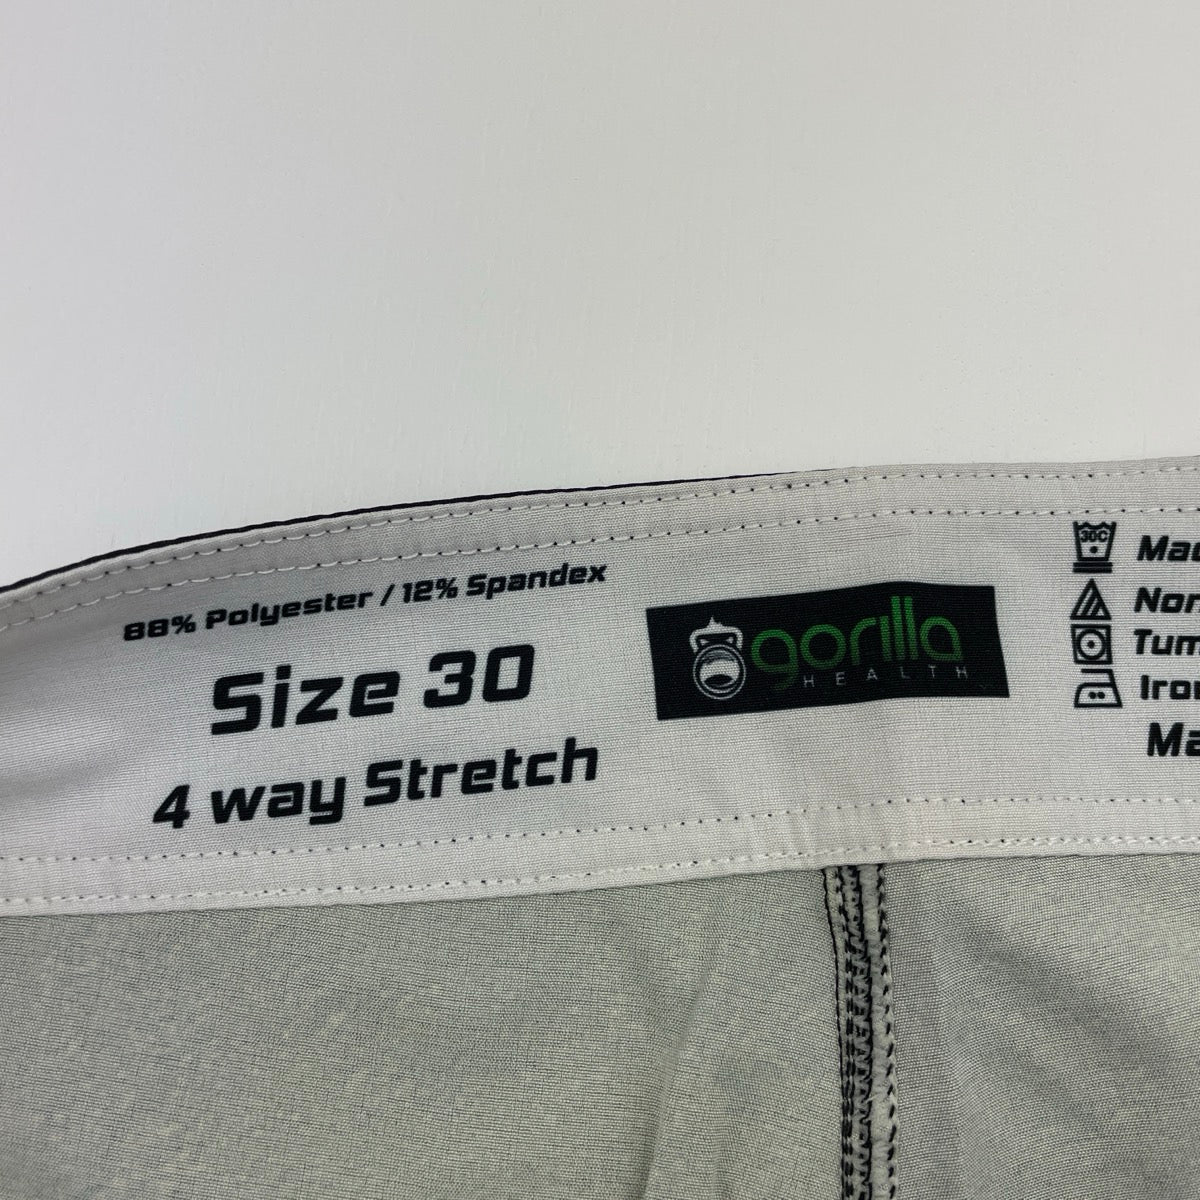 88% Polyester / 12% Spandex
Size 30
4 way Stretch
gorilla
HEALTH
30C